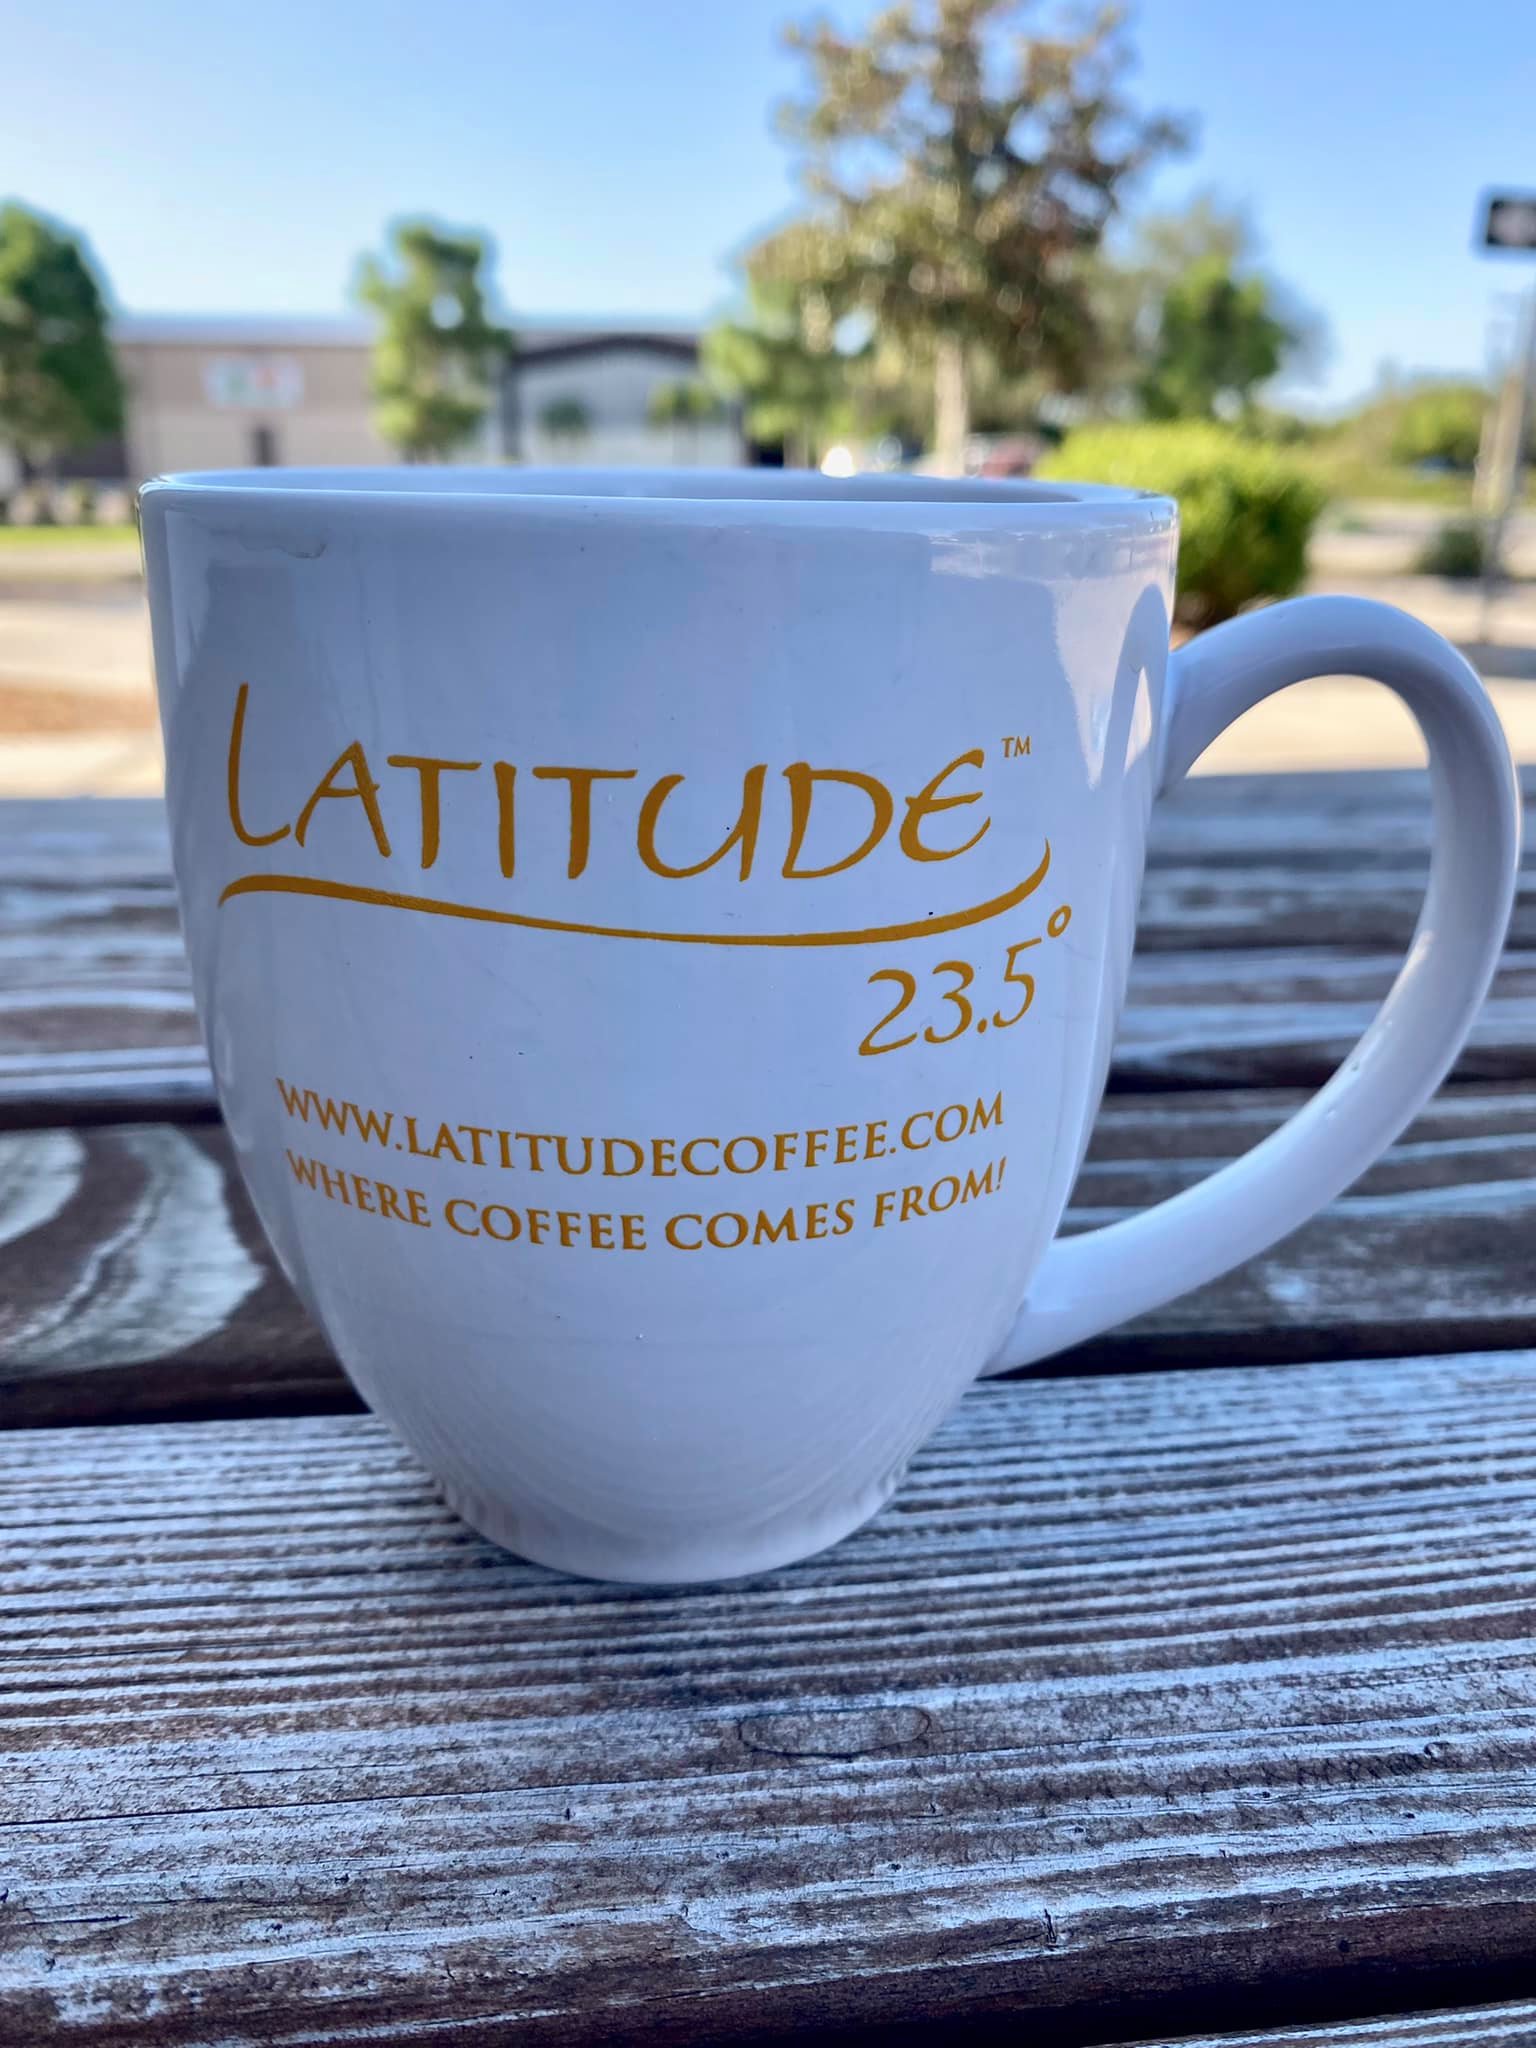 LATITUDE™
23.5°
WWW.LATITUDECOFFEE.COM
WHERE COFFEE COMES FROM!